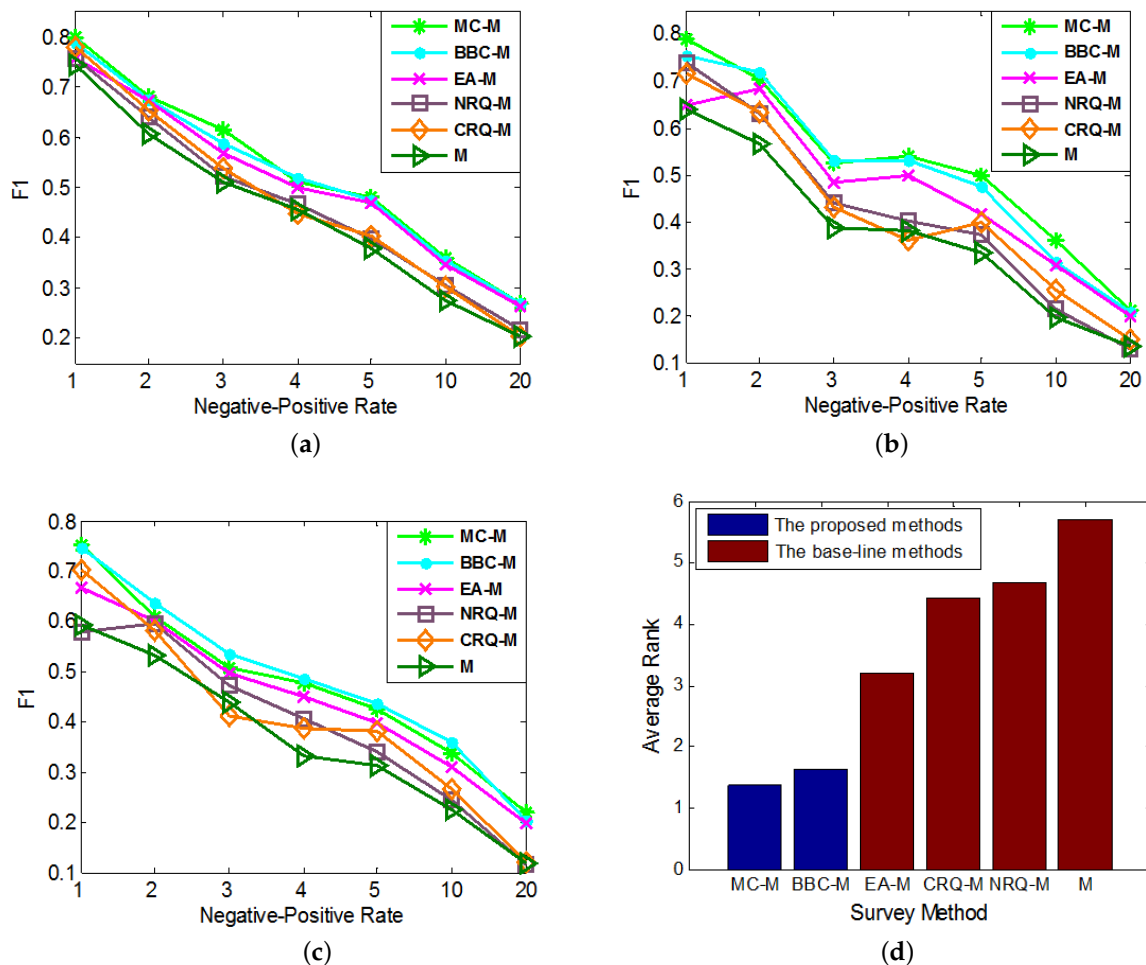 MC-M
BBC-M
EA-M
NRQ-M
CRQ-M
M
0.8
0.7
0.6
0.5
0.4
0.3
0.2
F1
1 2 3 4 5 10 20
Negative-Positive Rate
(a)
MC-M
BBC-M
EA-M
NRQ-M
CRQ-M
M
0.8
0.7
0.6
0.5
0.4
0.3
0.2
0.1
F1
1 2 3 4 5 10 20
Negative-Positive Rate
(b)
MC-M
BBC-M
EA-M
NRQ-M
CRQ-M
M
0.8
0.7
0.6
0.5
0.4
0.3
0.2
0.1
F1
1 2 3 4 5 10 20
Negative-Positive Rate
(c)
The proposed methods
The base-line methods
6
5
4
3
2
1
0
Average Rank
MC-M BBC-M EA-M CRQ-M NRQ-M M
Survey Method
(d)